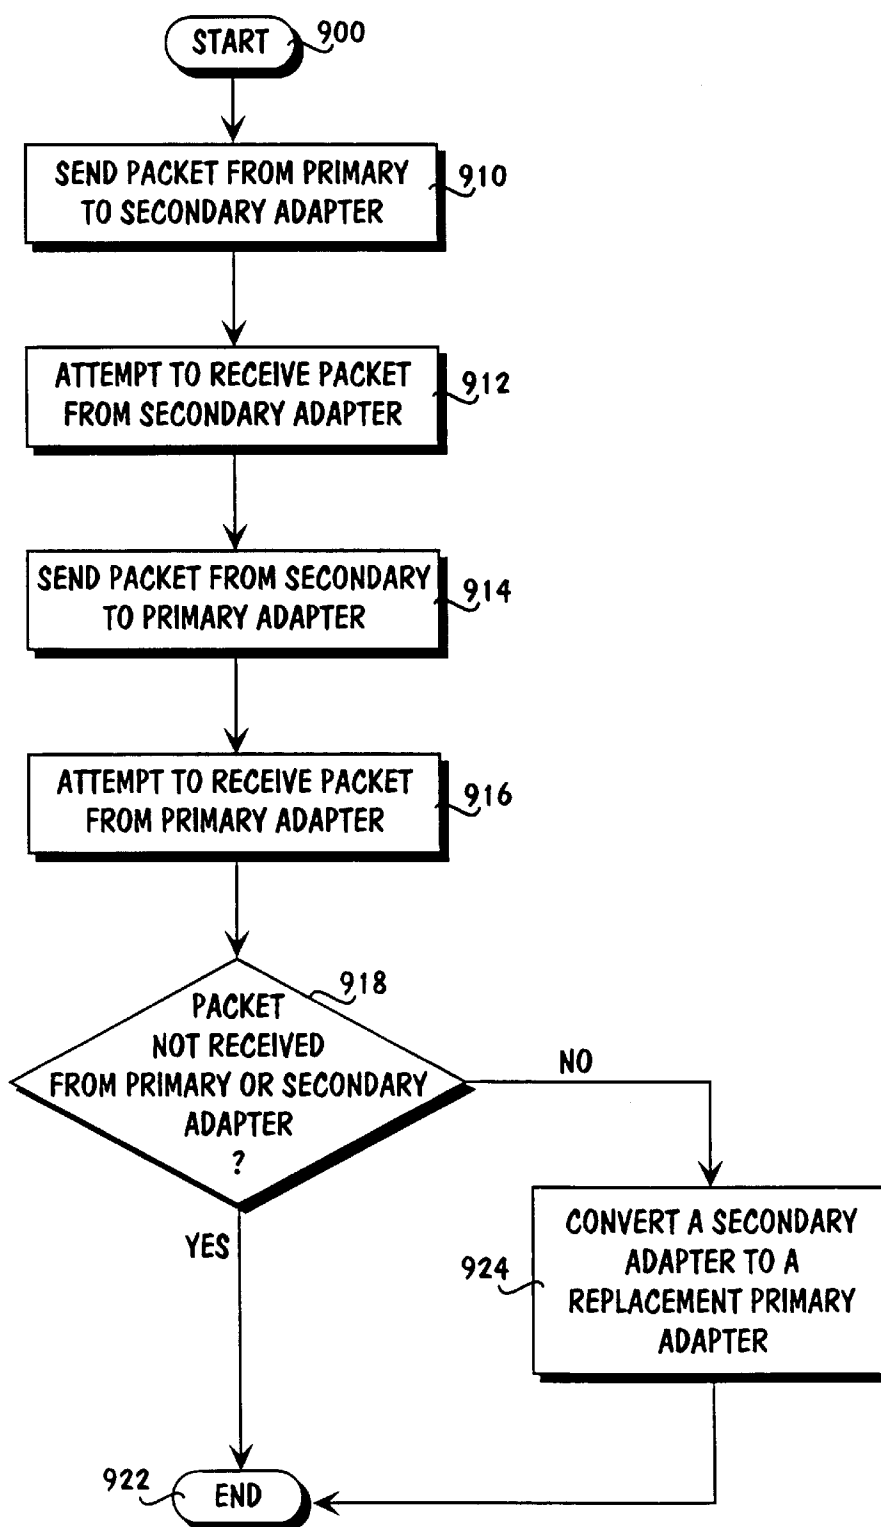 START
900
SEND PACKET FROM PRIMARY
TO SECONDARY ADAPTER
910
ATTEMPT TO RECEIVE PACKET
FROM SECONDARY ADAPTER
912
SEND PACKET FROM SECONDARY
TO PRIMARY ADAPTER
914
ATTEMPT TO RECEIVE PACKET
FROM PRIMARY ADAPTER
916
918
PACKET
NOT RECEIVED
FROM PRIMARY OR SECONDARY
ADAPTER
?
NO
YES
924
CONVERT A SECONDARY
ADAPTER TO A
REPLACEMENT PRIMARY
ADAPTER
922
END